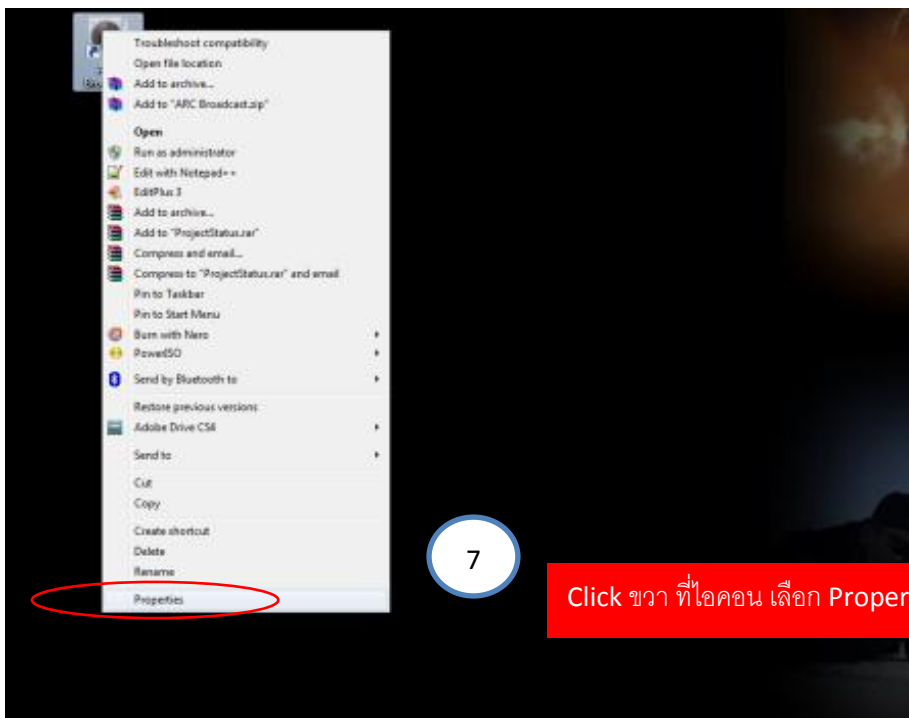 Troubleshoot compatibility
Open file location
Add to archive...
Add to "ARC Broadcast.zip"
Open
Run as administrator
Edit with Notepad++
EditPlus 3
Add to archive...
Add to "ProjectStatus.rar"
Compress and email...
Compress to "ProjectStatus.rar" and email
Pin to Taskbar
Pin to Start Menu
Burn with Nero
PowerISO
Send by Bluetooth to
Restore previous versions
Adobe Drive CS6
Send to
Cut
Copy
Create shortcut
Delete
Rename
Properties
7
Click ขวา ที่ไอคอน เลือก Proper